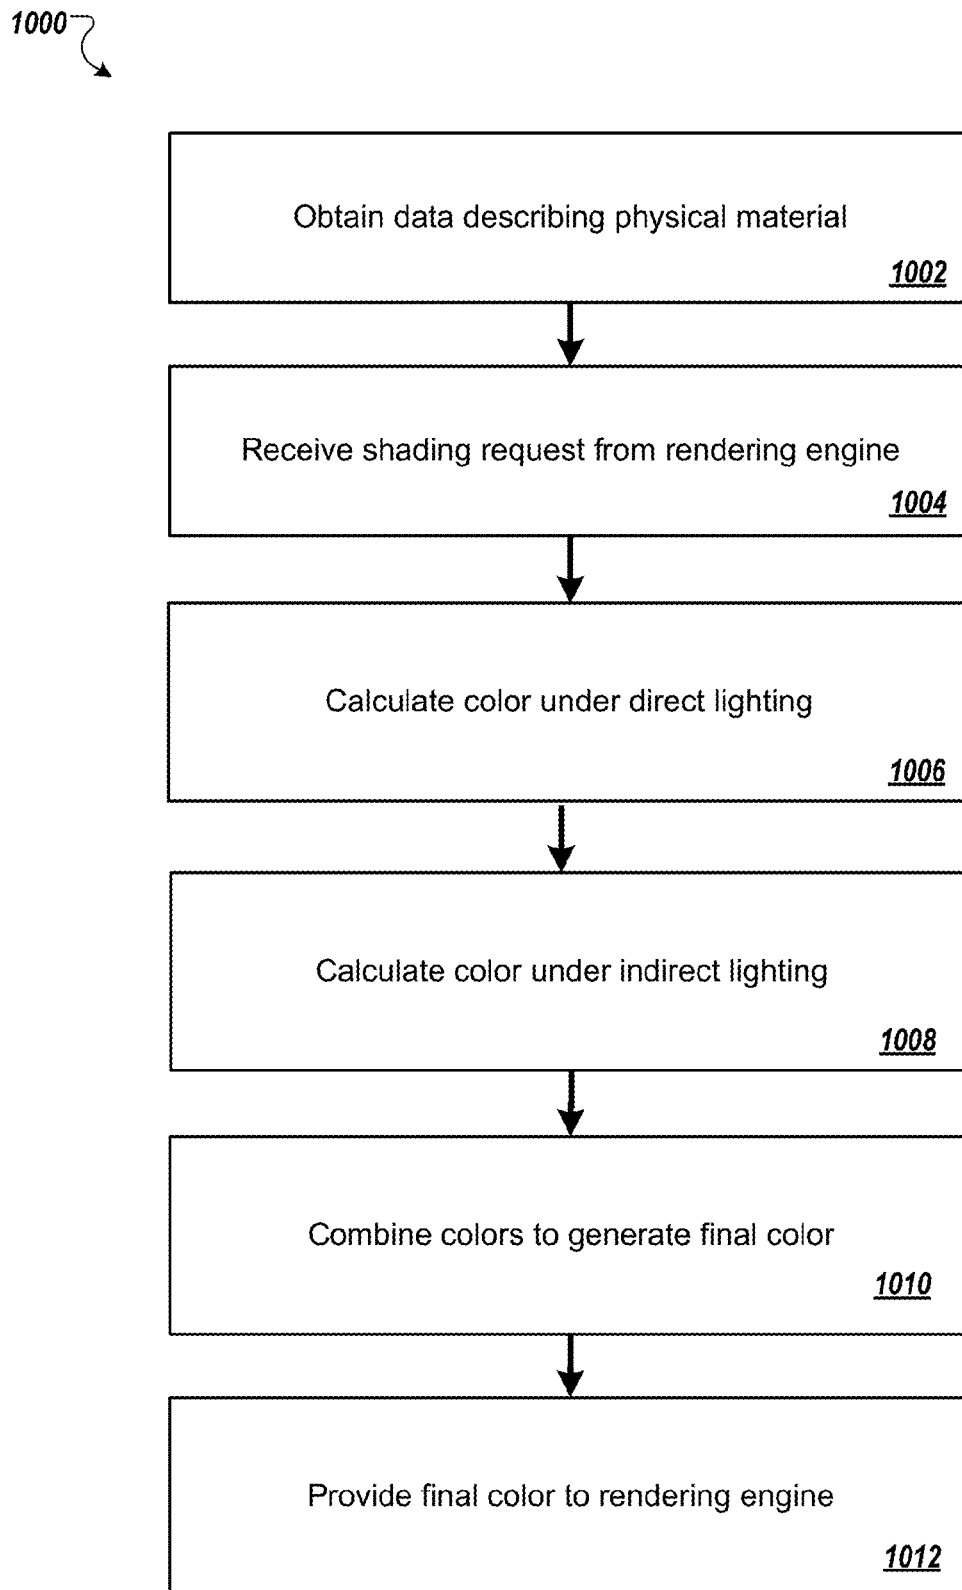 1000
Obtain data describing physical material
1002
Receive shading request from rendering engine
1004
Calculate color under direct lighting
1006
Calculate color under indirect lighting
1008
Combine colors to generate final color
1010
Provide final color to rendering engine
1012